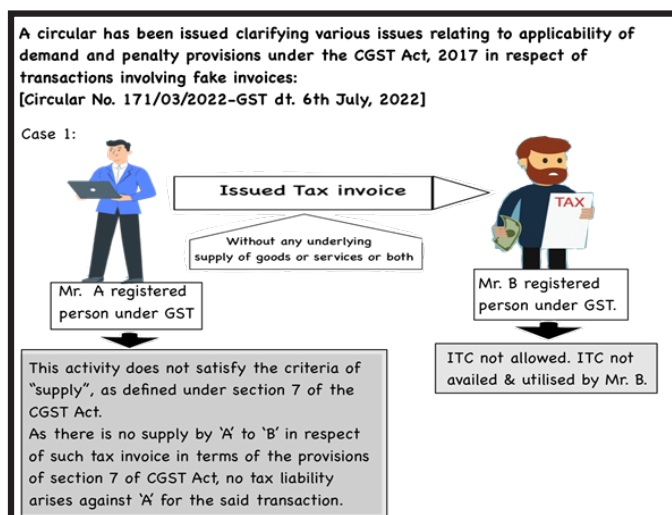 A circular has been issued clarifying various issues relating to applicability of
demand and penalty provisions under the CGST Act, 2017 in respect of
transactions involving fake invoices:
[Circular No. 171/03/2022-GST dt. 6th July, 2022]
Case 1:
Issued Tax invoice
TAX
Without any underlying
supply of goods or services or both
Mr. A registered
person under GST
Mr. B registered
person under GST.
This activity does not satisfy the criteria of
"supply", as defined under section 7 of the
CGST Act.
As there is no supply by 'A' to 'B' in respect
of such tax invoice in terms of the provisions
of section 7 of CGST Act, no tax liability
arises against 'A' for the said transaction.
ITC not allowed. ITC not
availed & utilised by Mr. B.